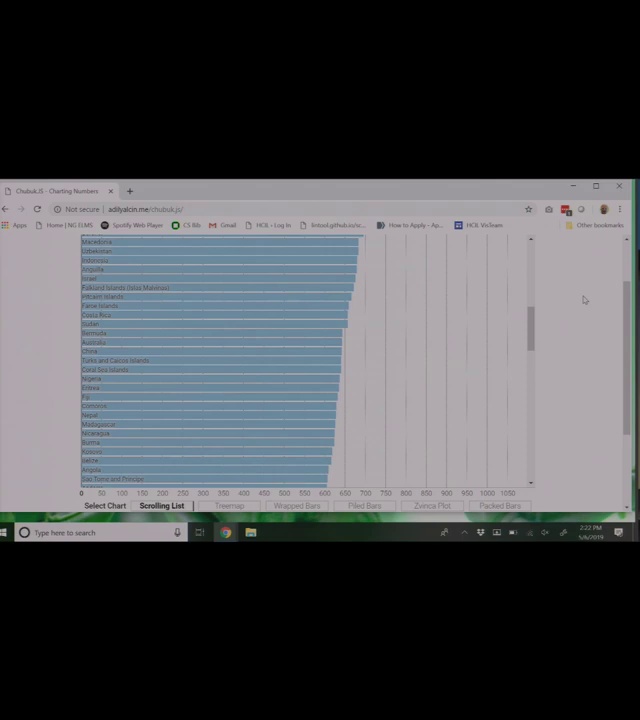 ChubukJS - Charting Numbers
Not secure | adilyalcin.me/chubuk.js/
Apps Home | NG ELMS Spotify Web Player CS Bib Gmail HCIL • Log In lintool.github.io/sc... How to Apply - Ap... HCIL VisTeam Other bookmarks
Macedonia
Uzbekistan
Indonesia
Anguilla
Israel
Falkland Islands (Islas Malvinas)
Pitcairn Islands
Faroe Islands
Costa Rica
Sudan
Bermuda
Australia
China
Turks and Caicos Islands
Coral Sea Islands
Nigeria
Eritrea
Fiji
Comoros
Nepal
Madagascar
Nicaragua
Burma
Kosovo
Belize
Angola
Sao Tome and Principe
0 50 100 150 200 250 300 350 400 450 500 550 600 650 700 750 800 850 900 950 1000 1050
Select Chart Scrolling List Treemap Wrapped Bars Piled Bars Zvinca Plot Packed Bars
Type here to search
2:22 PM
5/6/2019